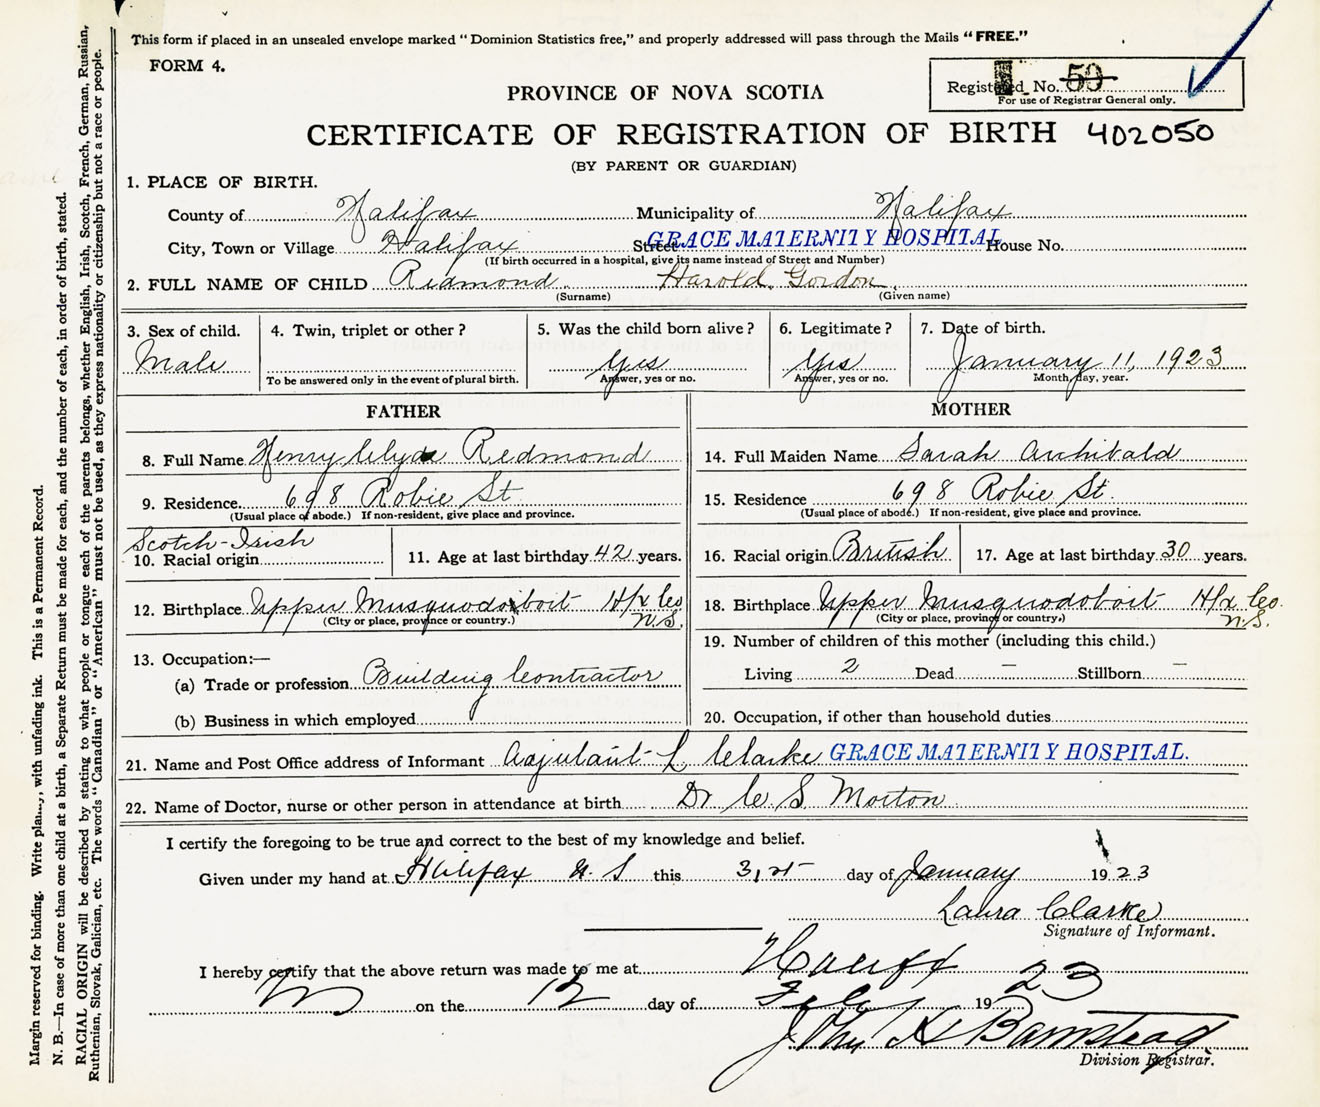 This form if placed in an unsealed envelope marked "Dominion Statistics free," and properly addressed will pass through the Mails "FREE."
FORM 4.
Registered No. 50
For use of Registrar General only.
PROVINCE OF NOVA SCOTIA
CERTIFICATE OF REGISTRATION OF BIRTH 402050
(BY PARENT OR GUARDIAN)
1. PLACE OF BIRTH.
County of Halifax Municipality of Halifax
City, Town or Village Halifax Street GRACE MATERNITY HOSPITAL House No.
(If birth occurred in a hospital, give its name instead of Street and Number)
2. FULL NAME OF CHILD Redmond Harold Gordon
(Surname) (Given name)
3. Sex of child. 4. Twin, triplet or other? 5. Was the child born alive? 6. Legitimate? 7. Date of birth.
Male Yes Yes January 11, 1923
To be answered only in the event of plural birth. Answer, yes or no. Answer, yes or no. Month, day, year.
FATHER MOTHER
8. Full Name Henry Clyde Redmond 14. Full Maiden Name Sarah Archibald
9. Residence 698 Robie St 15. Residence 698 Robie St.
(Usual place of abode.) If non-resident, give place and province. (Usual place of abode.) If non-resident, give place and province.
10. Racial origin Scotch-Irish 11. Age at last birthday 42 years. 16. Racial origin British 17. Age at last birthday 30 years.
12. Birthplace Upper Musquodoboit Hfx Co N.S. 18. Birthplace Upper Musquodoboit Hfx Co. N.S.
(City or place, province or country.) (City or place, province or country.)
13. Occupation:— 19. Number of children of this mother (including this child.)
(a) Trade or profession Building Contractor Living 2 Dead — Stillborn —
(b) Business in which employed 20. Occupation, if other than household duties
21. Name and Post Office address of Informant Adjutant L Clarke GRACE MATERNITY HOSPITAL.
22. Name of Doctor, nurse or other person in attendance at birth Dr C S Morton
I certify the foregoing to be true and correct to the best of my knowledge and belief.
Given under my hand at Halifax N.S this 31st day of January 1923
Laura Clarke
Signature of Informant.
I hereby certify that the above return was made to me at Halifx
on the 12 day of Feby 1923
Division Registrar.
Margin reserved for binding. Write plainly, with unfading ink. This is a Permanent Record.
N. B.—In case of more than one child at a birth, a Separate Return must be made for each, and the number of each, in order of birth, stated.
RACIAL ORIGIN will be described by stating to what people or tongue each of the parents belongs, whether English, Irish, Scotch, French, German, Russian,
Ruthenian, Slovak, Galician, etc. The words "Canadian" or "American" must not be used, as they express nationality or citizenship but not a race or people.